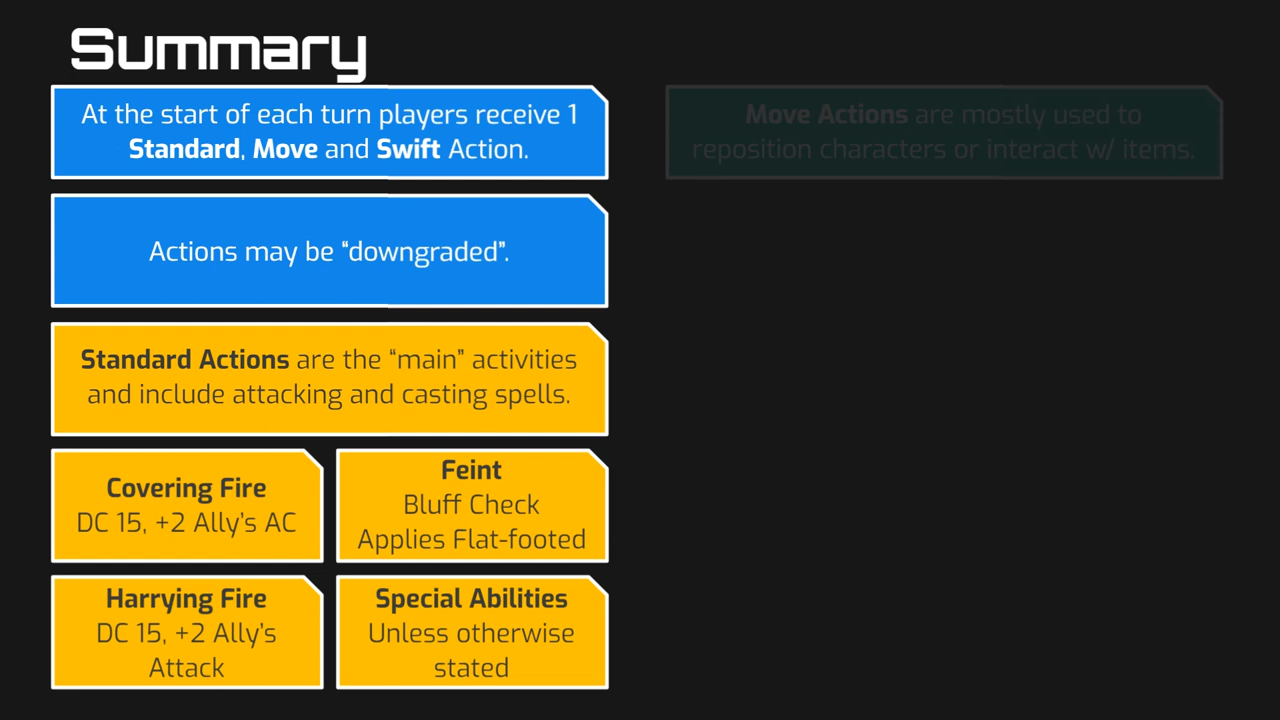 Summary
At the start of each turn players receive 1
Standard, Move and Swift Action.
Actions may be “downgraded”.
Standard Actions are the “main” activities
and include attacking and casting spells.
Covering Fire
DC 15, +2 Ally’s AC
Feint
Bluff Check
Applies Flat-footed
Harrying Fire
DC 15, +2 Ally’s
Attack
Special Abilities
Unless otherwise
stated
Move Actions are mostly used to
reposition characters or interact w/ items.